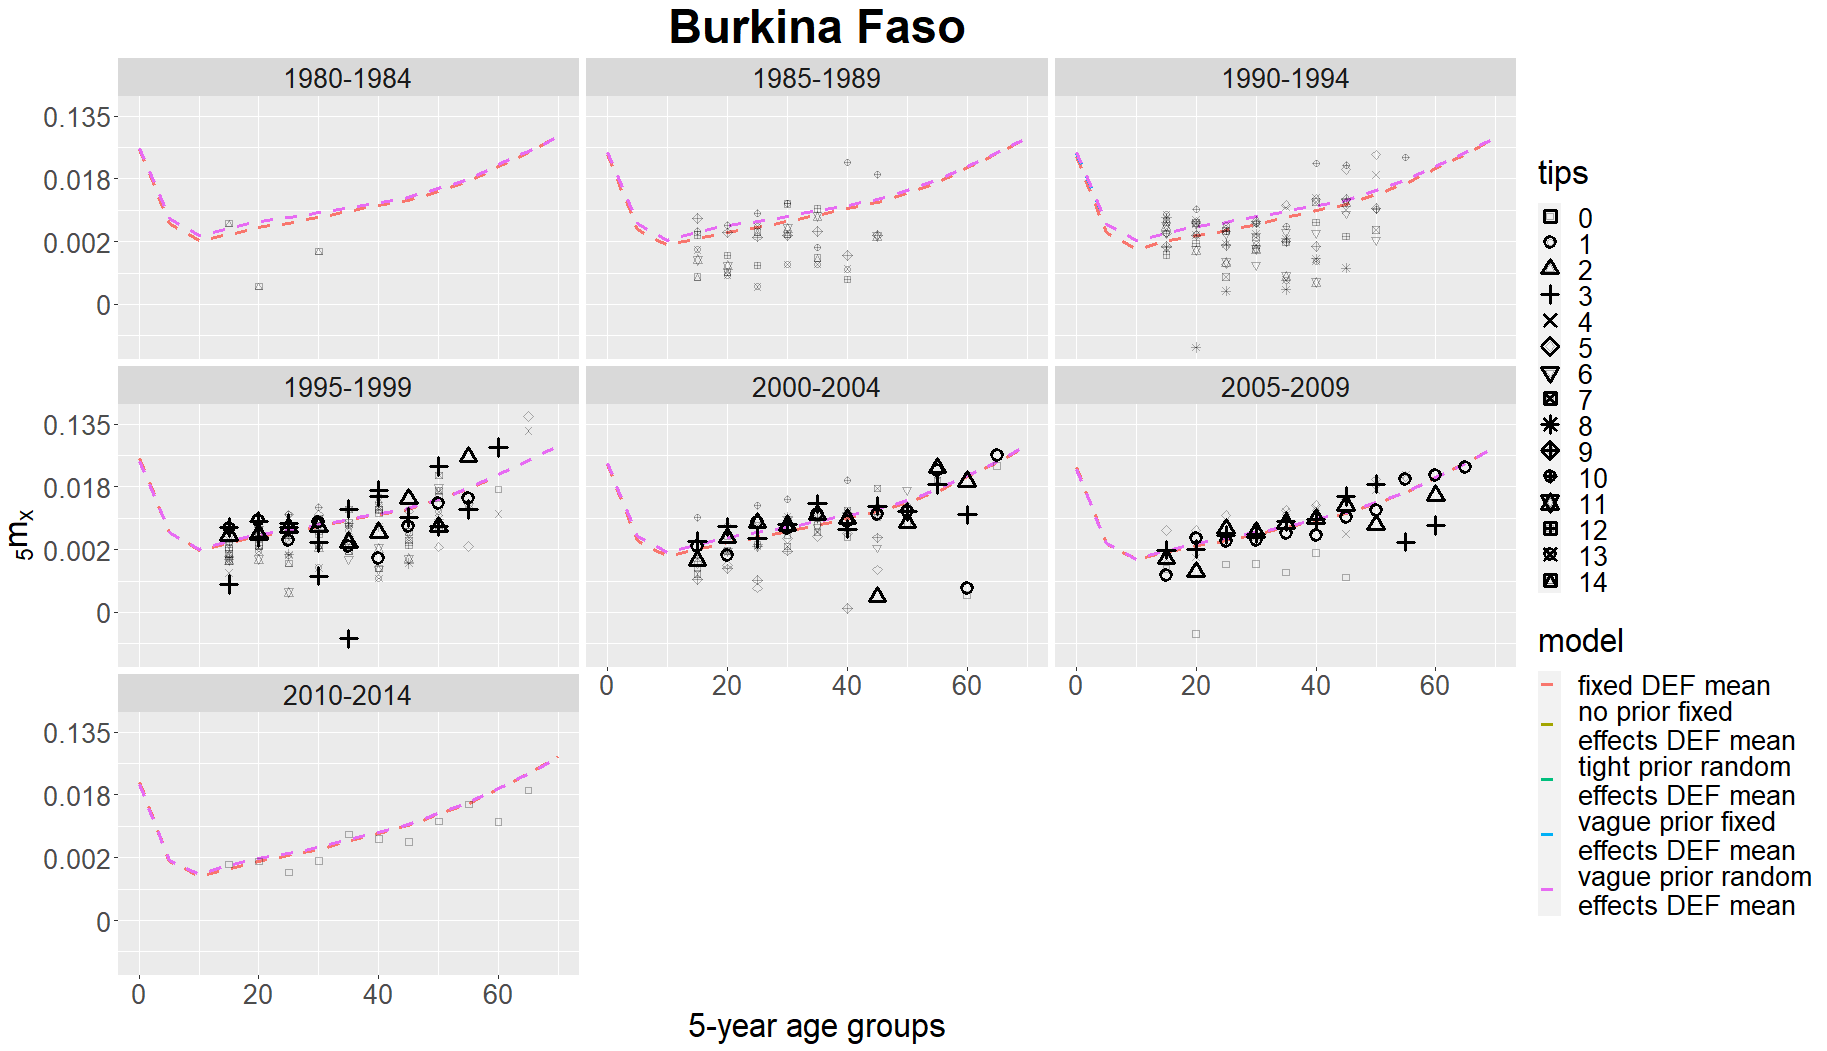 Burkina Faso
1980-1984
1985-1989
1990-1994
0.135
0.018
0.002
0
1995-1999
2000-2004
2005-2009
0.135
0.018
0.002
0
0 20 40 60
0 20 40 60
2010-2014
0.135
0.018
0.002
0
0 20 40 60
5mx
5-year age groups
tips
0
1
2
3
4
5
6
7
8
9
10
11
12
13
14
model
fixed DEF mean
no prior fixed
effects DEF mean
tight prior random
effects DEF mean
vague prior fixed
effects DEF mean
vague prior random
effects DEF mean